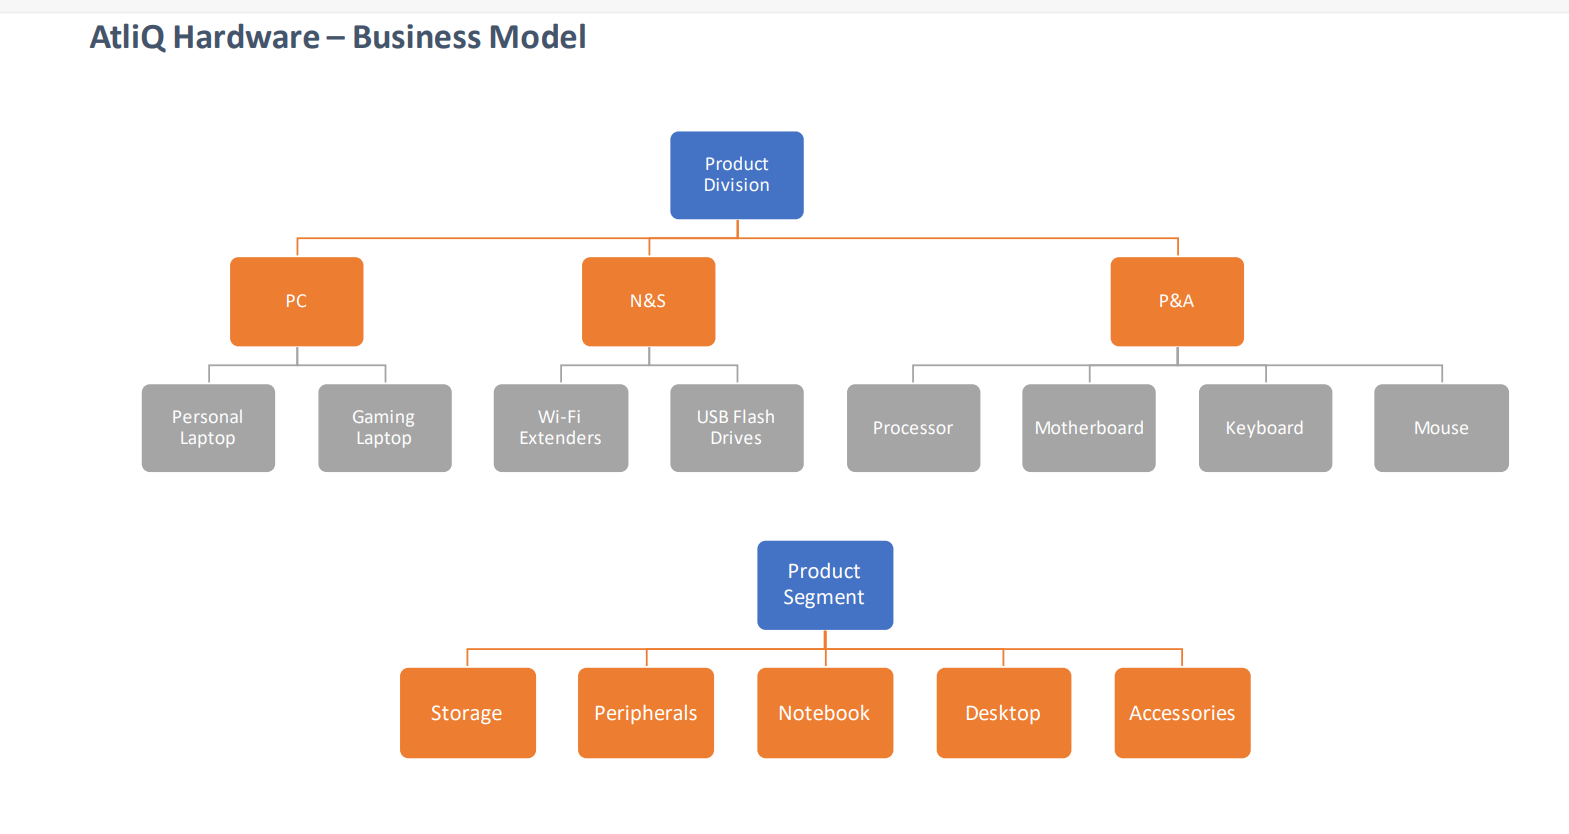 AtliQ Hardware – Business Model
Product
Division
PC
N&S
P&A
Personal
Laptop
Gaming
Laptop
Wi-Fi
Extenders
USB Flash
Drives
Processor
Motherboard
Keyboard
Mouse
Product
Segment
Storage
Peripherals
Notebook
Desktop
Accessories